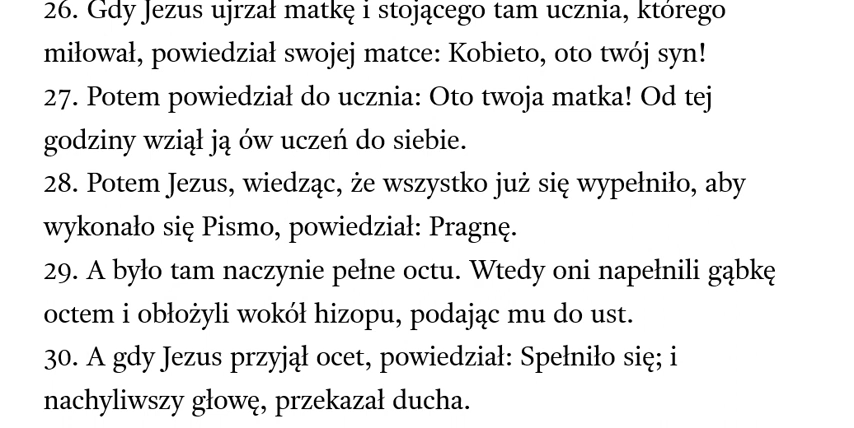 26. Gdy Jezus ujrzał matkę i stojącego tam ucznia, którego
miłował, powiedział swojej matce: Kobieto, oto twój syn!
27. Potem powiedział do ucznia: Oto twoja matka! Od tej
godziny wziął ją ów uczeń do siebie.
28. Potem Jezus, wiedząc, że wszystko już się wypełniło, aby
wykonało się Pismo, powiedział: Pragnę.
29. A było tam naczynie pełne octu. Wtedy oni napełnili gąbkę
octem i obłożyli wokół hizopu, podając mu do ust.
30. A gdy Jezus przyjął ocet, powiedział: Spełniło się; i
nachyliwszy głowę, przekazał ducha.